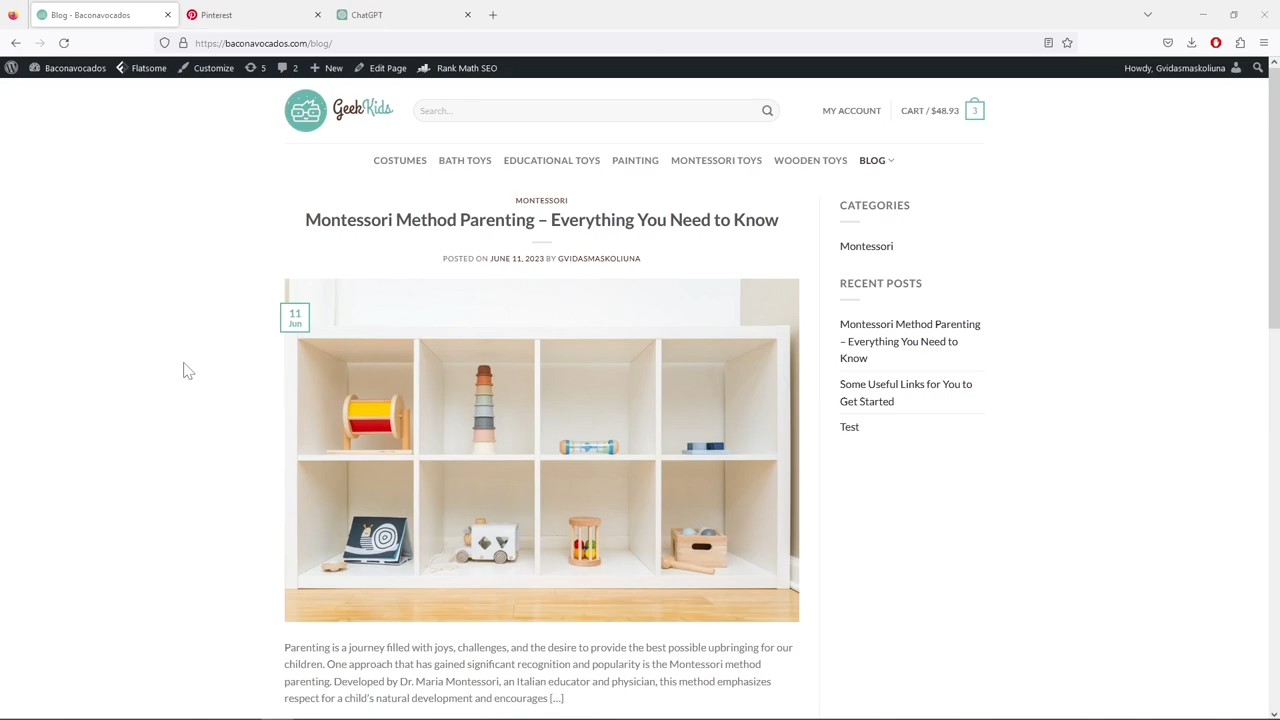 Blog - Baconavocados
Pinterest
ChatGPT
https://baconavocados.com/blog/
Baconavocados
Flatsome
Customize
5
2
New
Edit Page
Rank Math SEO
Howdy, Gvidasmaskoliuna
GeekKids
Search...
MY ACCOUNT
CART / $48.93
3
COSTUMES
BATH TOYS
EDUCATIONAL TOYS
PAINTING
MONTESSORI TOYS
WOODEN TOYS
BLOG
MONTESSORI
Montessori Method Parenting – Everything You Need to Know
POSTED ON JUNE 11, 2023 BY GVIDASMASKOLIUNA
11
Jun
Parenting is a journey filled with joys, challenges, and the desire to provide the best possible upbringing for our
children. One approach that has gained significant recognition and popularity is the Montessori method
parenting. Developed by Dr. Maria Montessori, an Italian educator and physician, this method emphasizes
respect for a child's natural development and encourages [...]
CATEGORIES
Montessori
RECENT POSTS
Montessori Method Parenting
– Everything You Need to
Know
Some Useful Links for You to
Get Started
Test